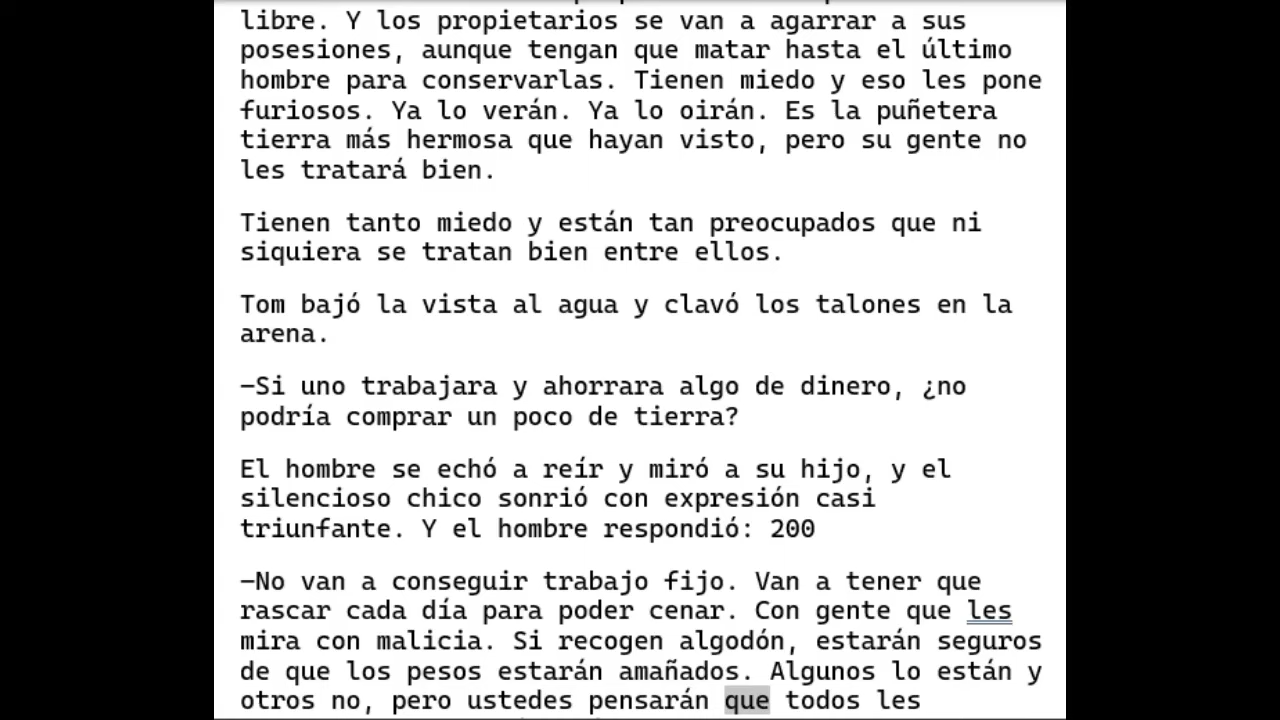 libre. Y los propietarios se van a agarrar a sus
posesiones, aunque tengan que matar hasta el último
hombre para conservarlas. Tienen miedo y eso les pone
furiosos. Ya lo verán. Ya lo oirán. Es la puñetera
tierra más hermosa que hayan visto, pero su gente no
les tratará bien.
Tienen tanto miedo y están tan preocupados que ni
siquiera se tratan bien entre ellos.
Tom bajó la vista al agua y clavó los talones en la
arena.
—Si uno trabajara y ahorrara algo de dinero, ¿no
podría comprar un poco de tierra?
El hombre se echó a reír y miró a su hijo, y el
silencioso chico sonrió con expresión casi
triunfante. Y el hombre respondió: 200
—No van a conseguir trabajo fijo. Van a tener que
rascar cada día para poder cenar. Con gente que les
mira con malicia. Si recogen algodón, estarán seguros
de que los pesos estarán amañados. Algunos lo están y
otros no, pero ustedes pensarán que todos les